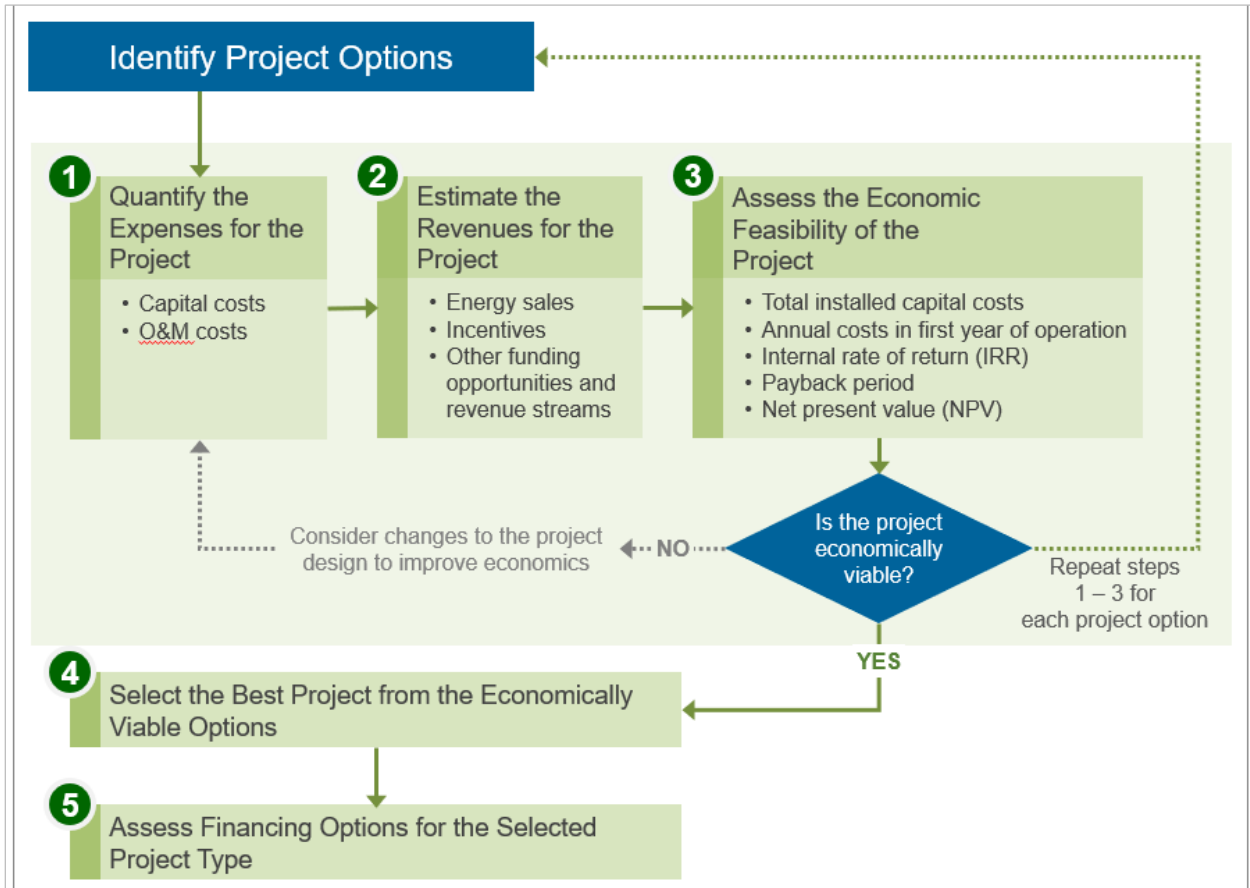 Identify Project Options
1
Quantify the
Expenses for the
Project
• Capital costs
• O&M costs
2
Estimate the
Revenues for the
Project
• Energy sales
• Incentives
• Other funding
opportunities and
revenue streams
3
Assess the Economic
Feasibility of the
Project
• Total installed capital costs
• Annual costs in first year of operation
• Internal rate of return (IRR)
• Payback period
• Net present value (NPV)
Is the project
economically
viable?
NO
Consider changes to the project
design to improve economics
Repeat steps
1 – 3 for
each project option
YES
4
Select the Best Project from the Economically
Viable Options
5
Assess Financing Options for the Selected
Project Type